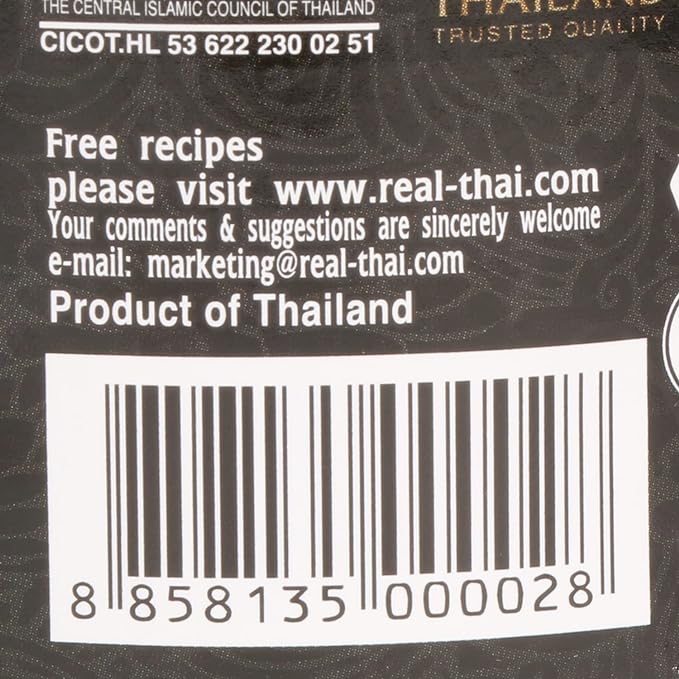 THE CENTRAL ISLAMIC COUNCIL OF THAILAND
CICOT.HL 53 622 230 02 51
THAILAND
TRUSTED QUALITY
Free recipes
please visit www.real-thai.com
Your comments & suggestions are sincerely welcome
e-mail: marketing@real-thai.com
Product of Thailand
8 858135 000028